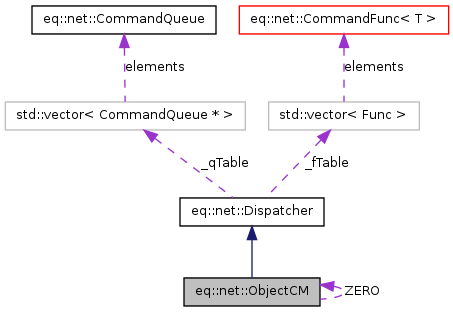 eq::net::CommandQueue
eq::net::CommandFunc< T >
elements
elements
std::vector< CommandQueue * >
std::vector< Func >
_qTable
_fTable
eq::net::Dispatcher
eq::net::ObjectCM
ZERO